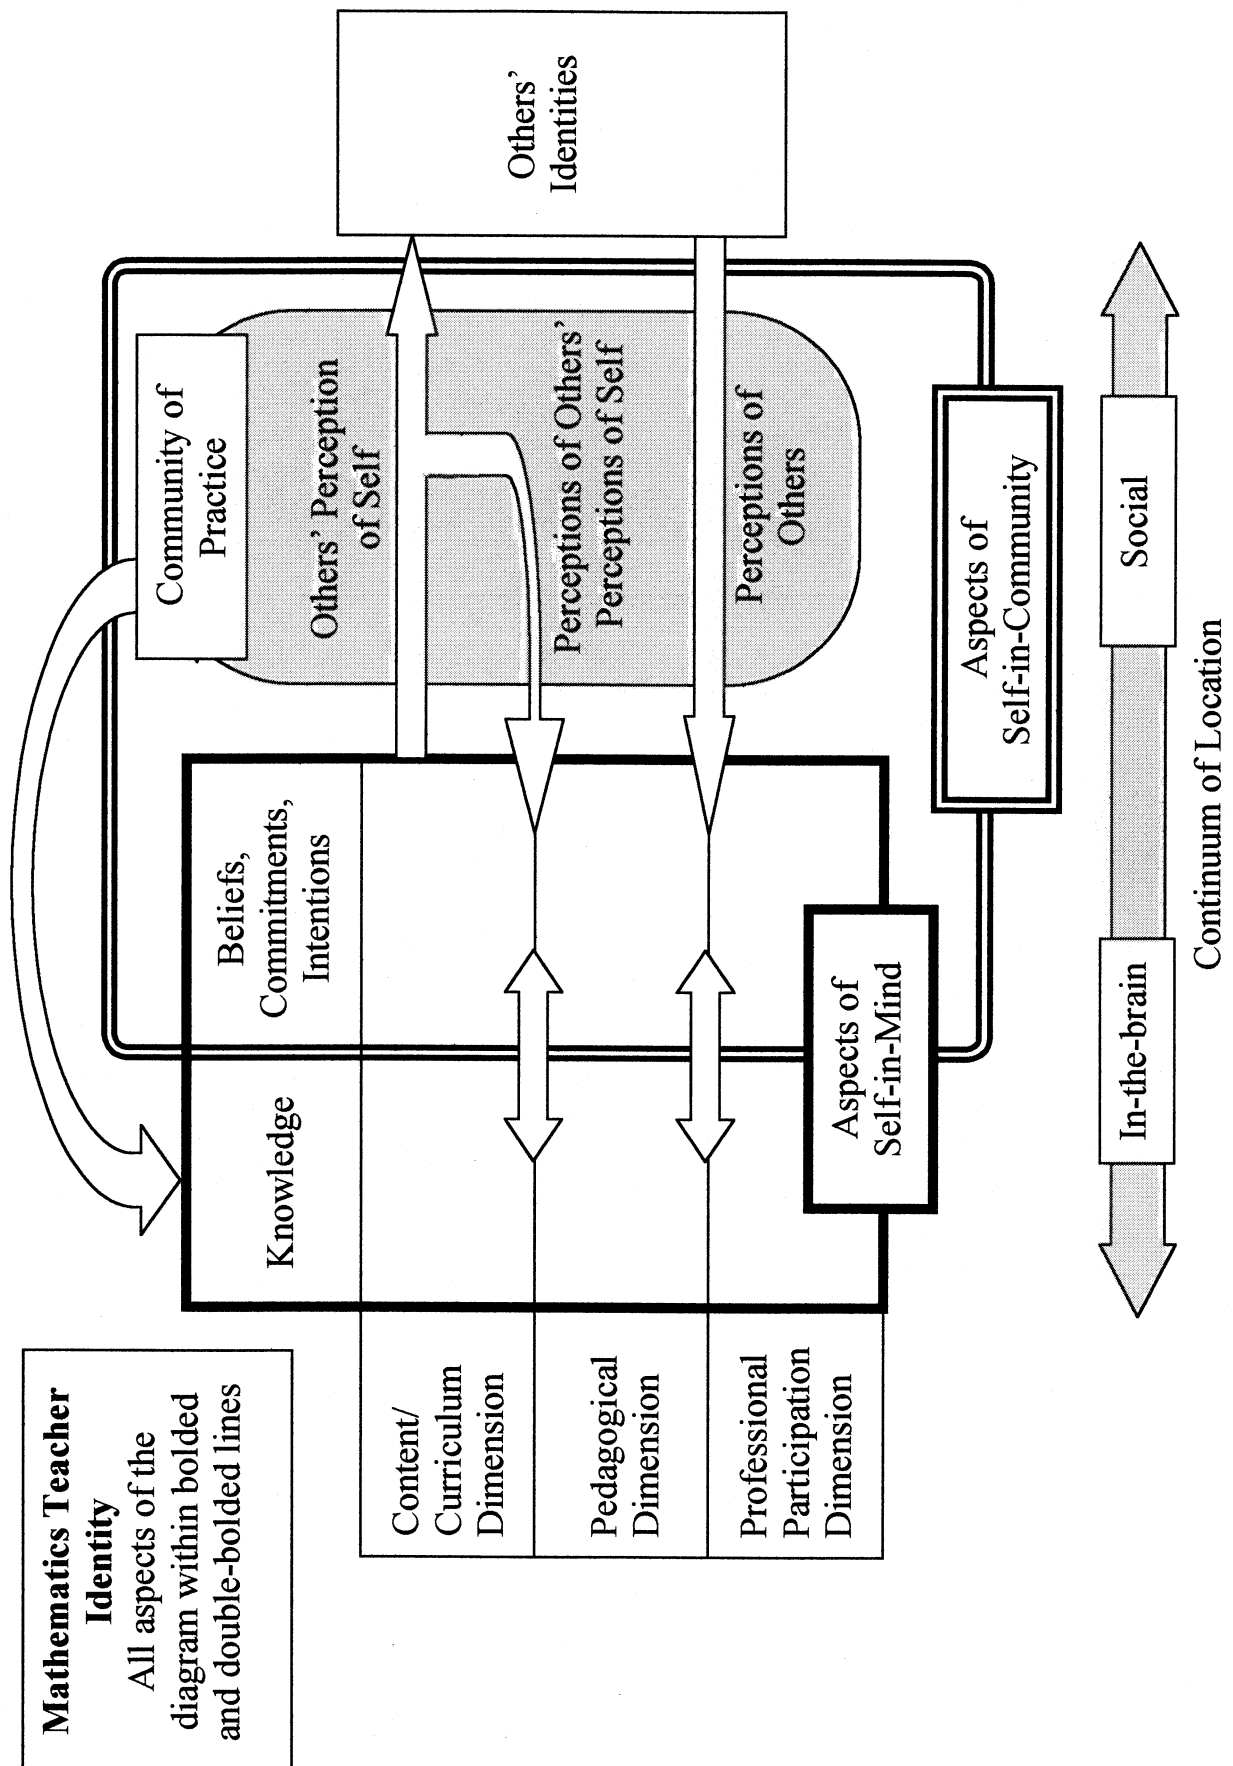 Mathematics Teacher
Identity
All aspects of the
diagram within bolded
and double-bolded lines
Knowledge
Beliefs,
Commitments,
Intentions
Community of
Practice
Content/
Curriculum
Dimension
Pedagogical
Dimension
Professional
Participation
Dimension
Others' Perception
of Self
Perceptions of Others'
Perceptions of Self
Perceptions of
Others
Others'
Identities
Aspects of
Self-in-Mind
Aspects of
Self-in-Community
In-the-brain
Social
Continuum of Location